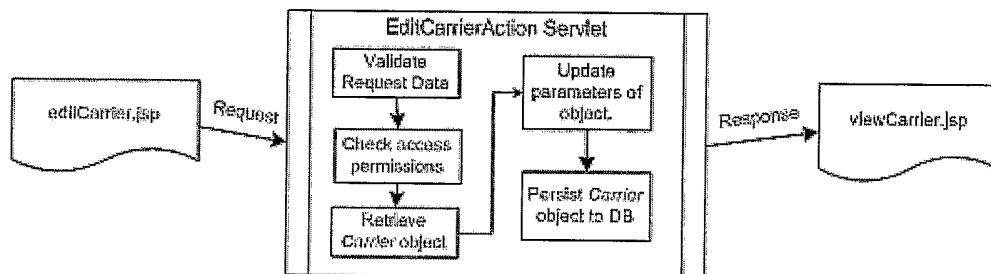 EditCarrierAction Servlet
editCarrier.jsp
Request
Validate
Request Data
Check access
permissions
Retrieve
Carrier object
Update
parameters of
object.
Persist Carrier
object to DB
Response
viewCarrier.jsp